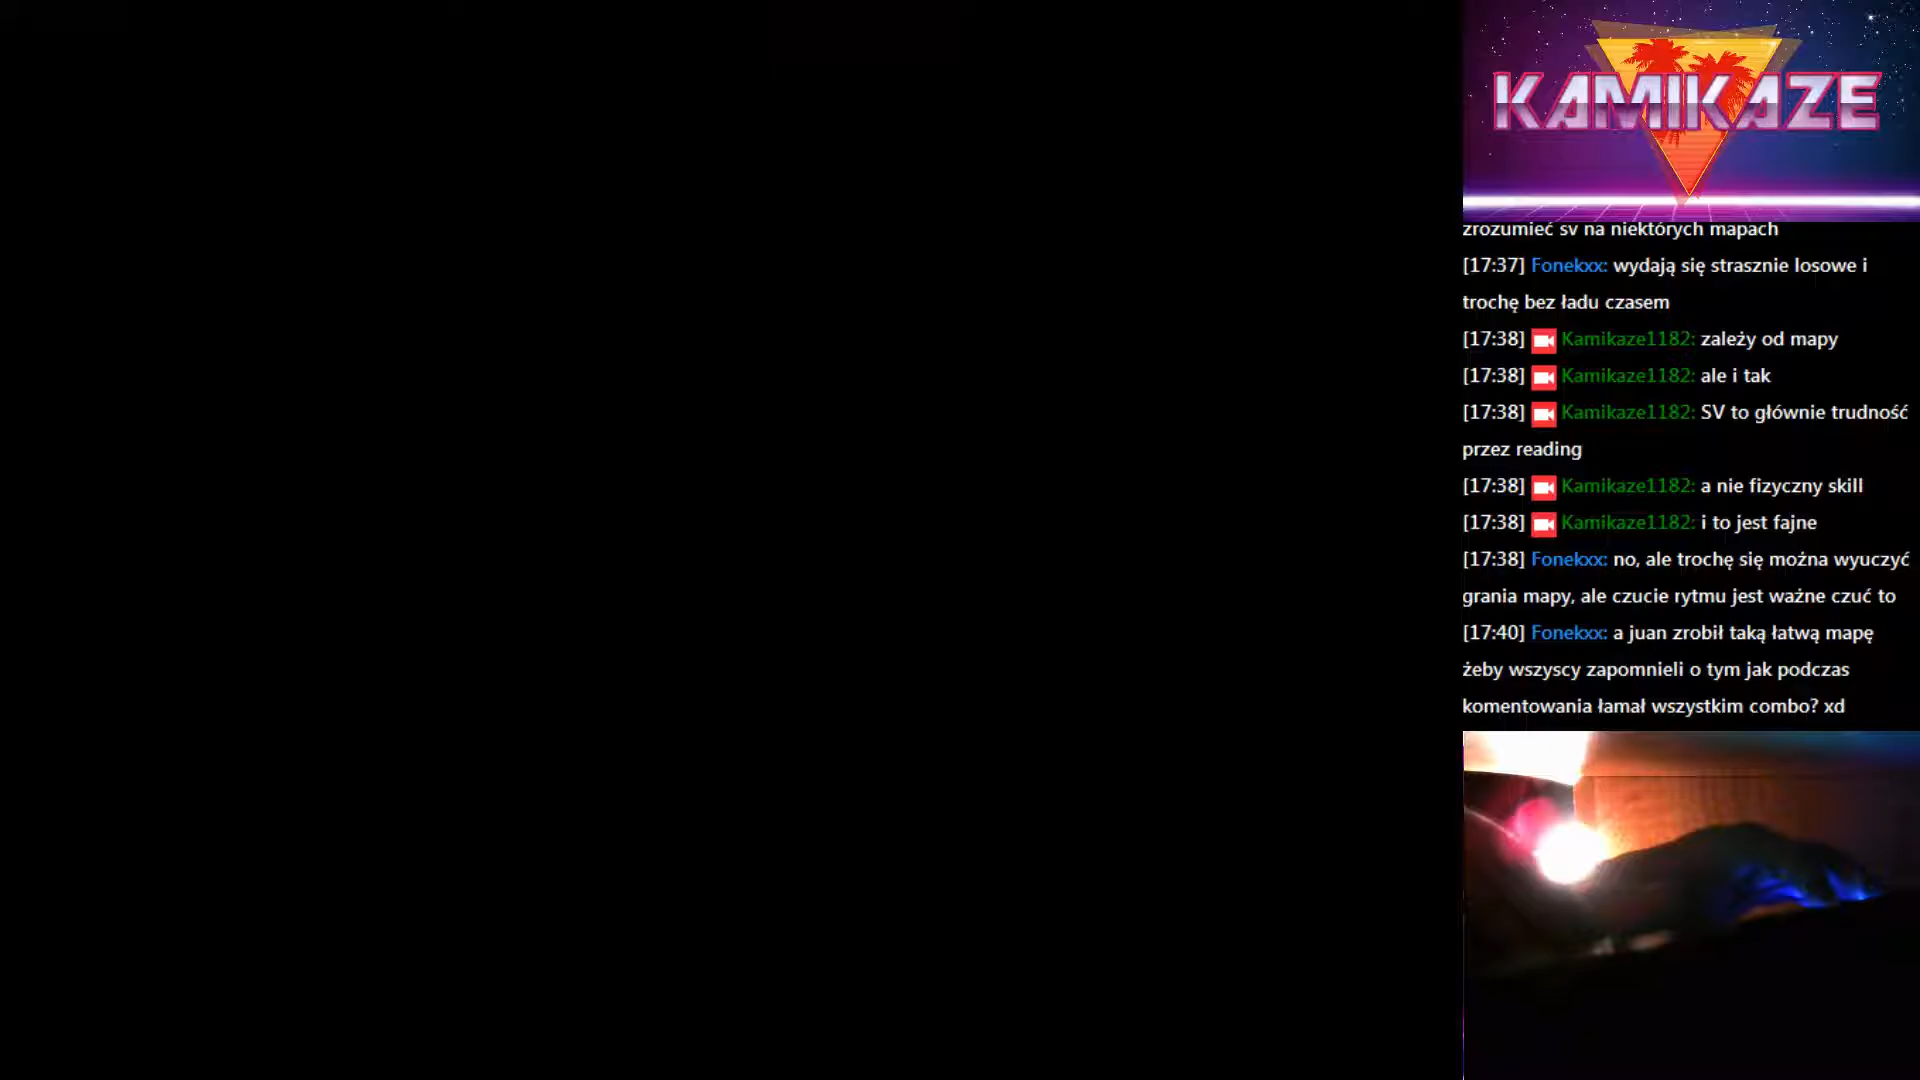 KAMIKAZE
zrozumieć sv na niektórych mapach
[17:37] Fonekxx: wydają się strasznie losowe i
trochę bez ładu czasem
[17:38] Kamikaze1182: zależy od mapy
[17:38] Kamikaze1182: ale i tak
[17:38] Kamikaze1182: SV to głównie trudność
przez reading
[17:38] Kamikaze1182: a nie fizyczny skill
[17:38] Kamikaze1182: i to jest fajne
[17:38] Fonekxx: no, ale trochę się można wyuczyć
grania mapy, ale czucie rytmu jest ważne czuć to
[17:40] Fonekxx: a juan zrobił taką łatwą mapę
żeby wszyscy zapomnieli o tym jak podczas
komentowania łamał wszystkim combo? xd